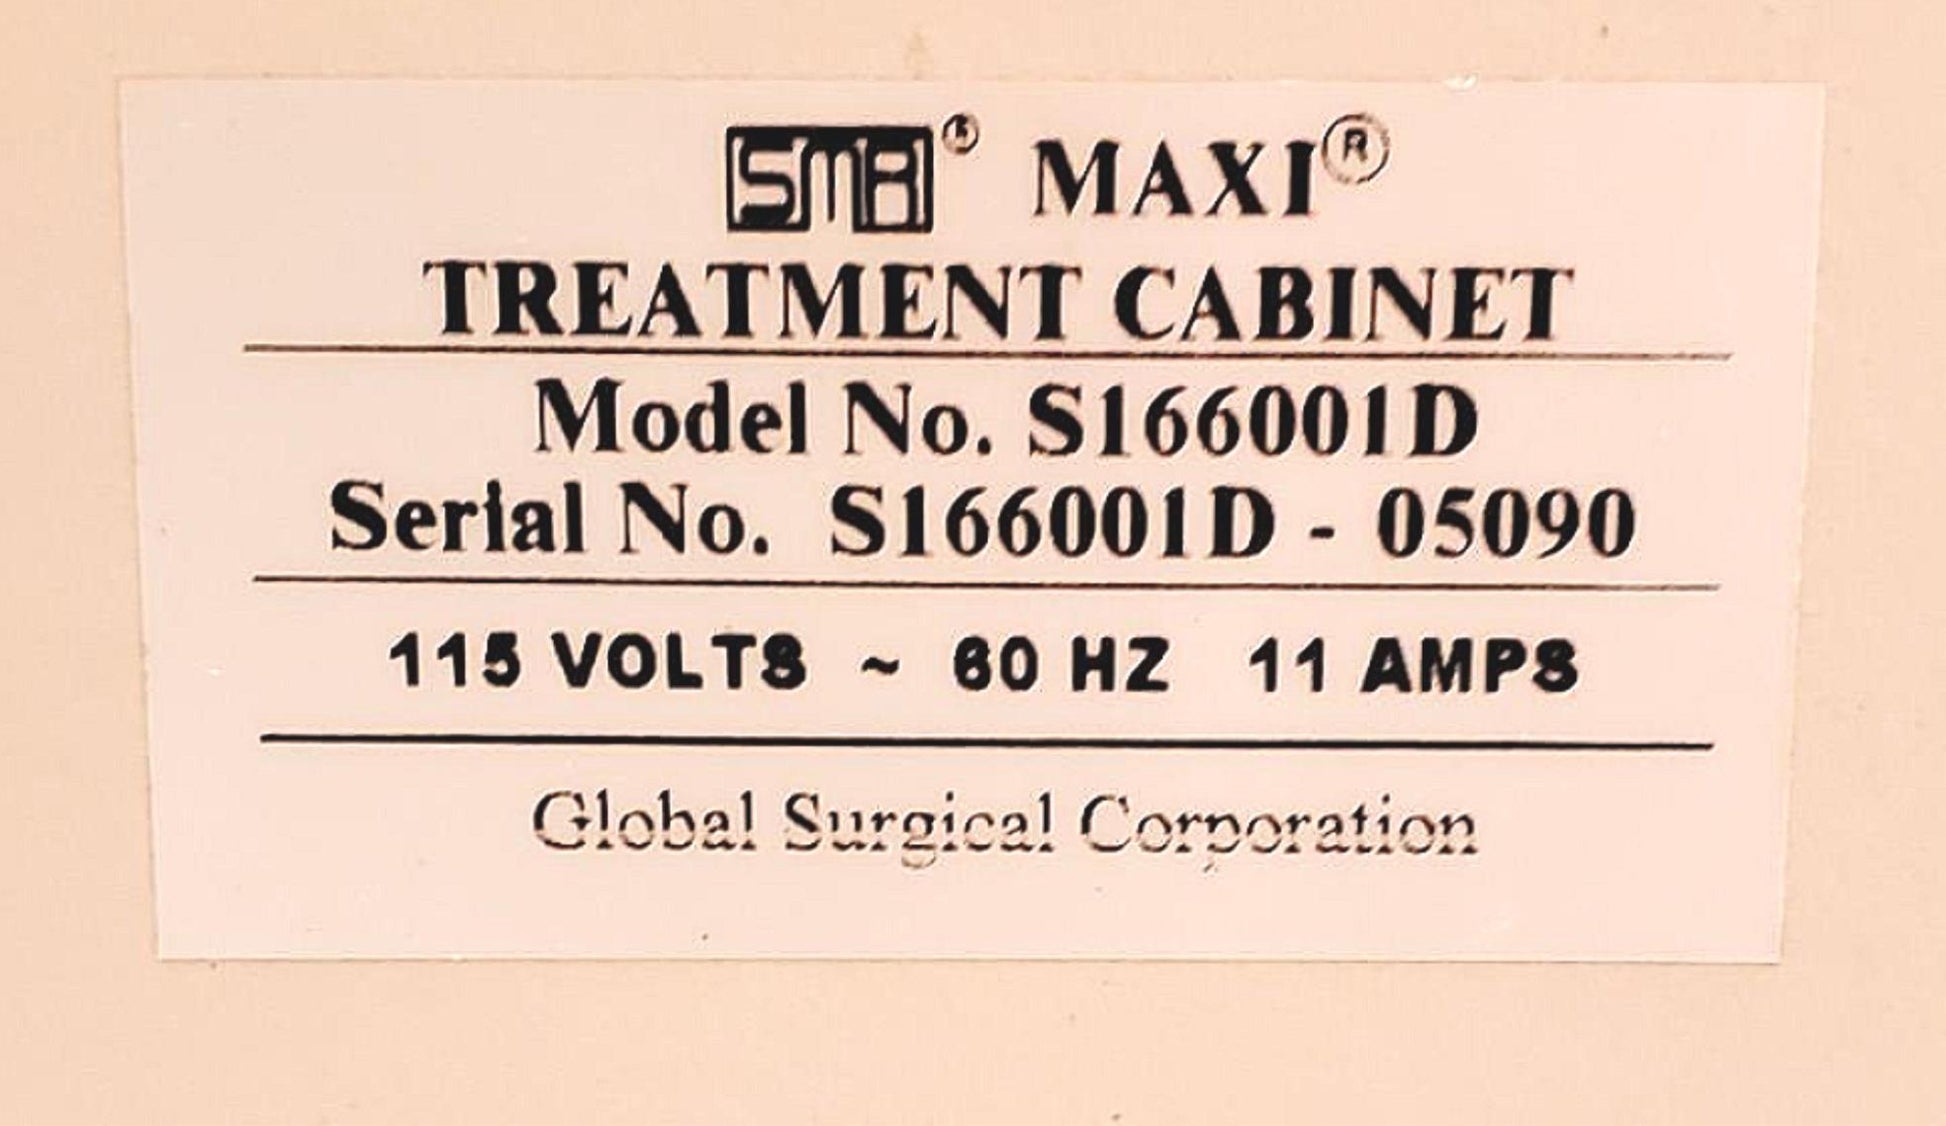 SMR® MAXI®
TREATMENT CABINET
Model No. S166001D
Serial No. S166001D - 05090
115 VOLTS ~ 60 HZ 11 AMPS
Global Surgical Corporation